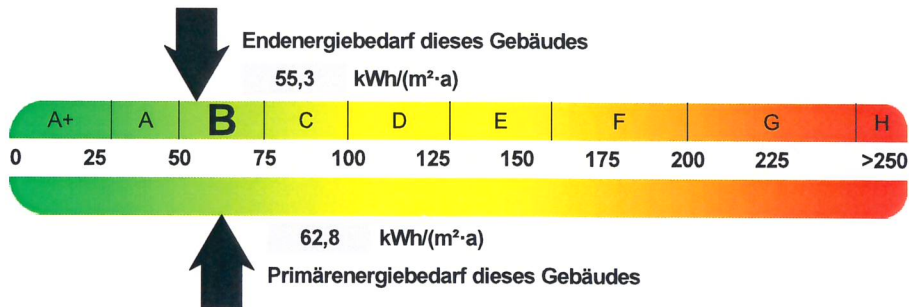 Endenergiebedarf dieses Gebäudes
55,3 kWh/(m²·a)
A+ A B C D E F G H
0 25 50 75 100 125 150 175 200 225 >250
62,8 kWh/(m²·a)
Primärenergiebedarf dieses Gebäudes